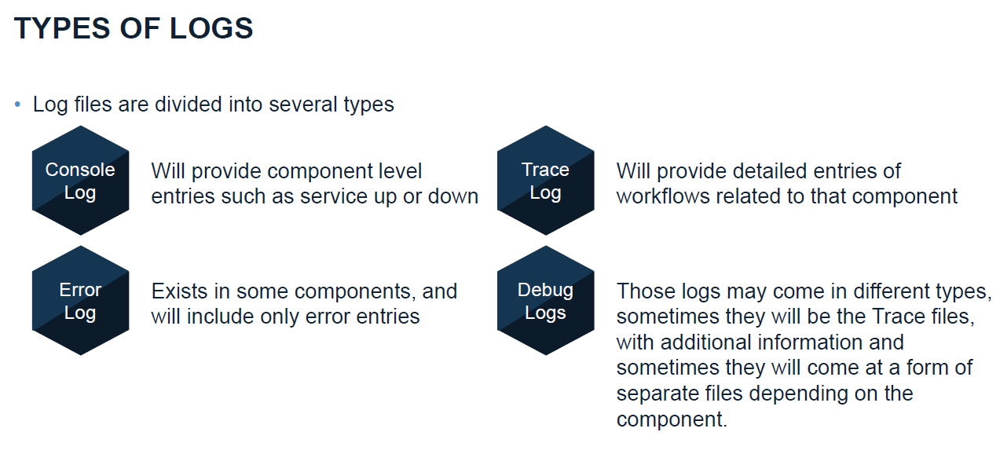 TYPES OF LOGS
• Log files are divided into several types
Console
Log
Will provide component level
entries such as service up or down
Trace
Log
Will provide detailed entries of
workflows related to that component
Error
Log
Exists in some components, and
will include only error entries
Debug
Logs
Those logs may come in different types,
sometimes they will be the Trace files,
with additional information and
sometimes they will come at a form of
separate files depending on the
component.